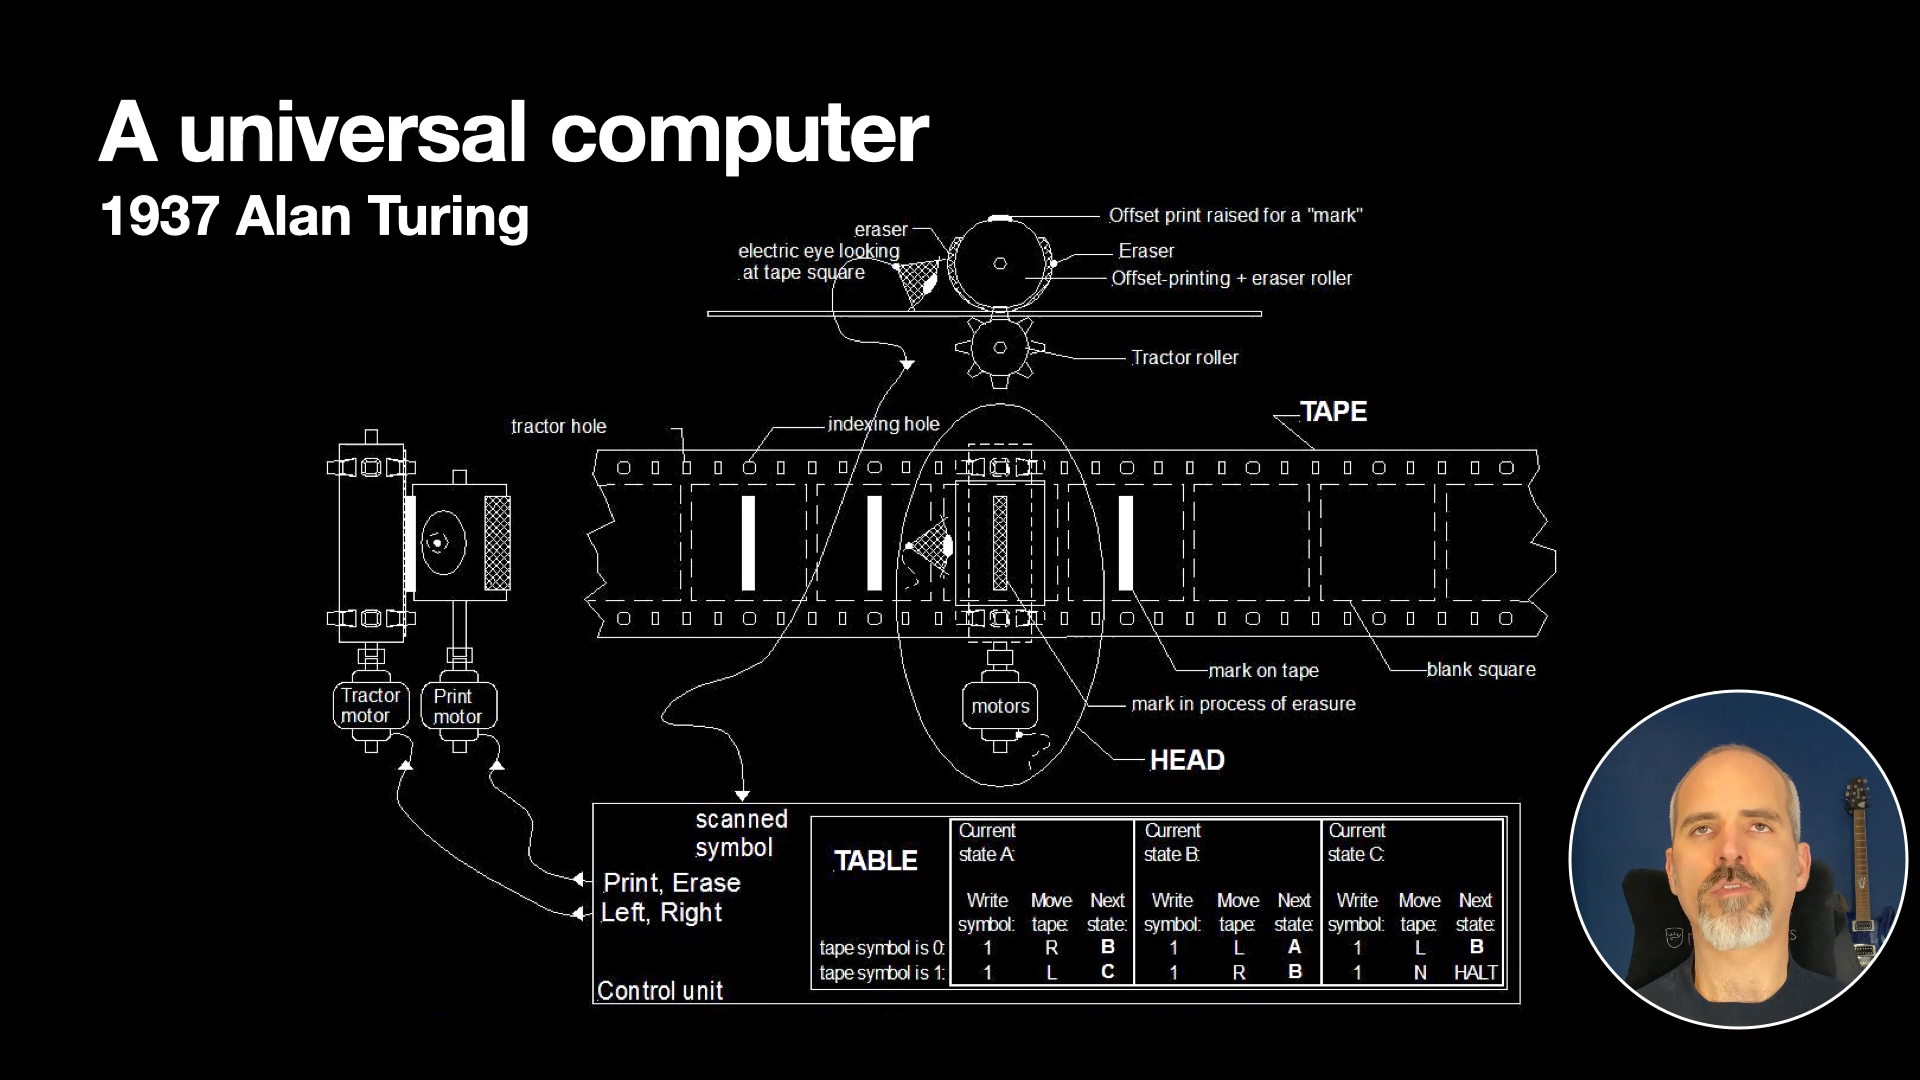 A universal computer
1937 Alan Turing
Offset print raised for a "mark"
eraser
electric eye looking
at tape square
Eraser
Offset-printing + eraser roller
Tractor roller
TAPE
tractor hole
indexing hole
Tractor
motor
Print
motor
motors
mark on tape
blank square
mark in process of erasure
HEAD
scanned
symbol
Print, Erase
Left, Right
Control unit
TABLE
Current
state A:
Current
state B:
Current
state C:
Write Move Next Write Move Next Write Move Next
symbol: tape: state: symbol: tape: state: symbol: tape: state:
tape symbol is 0: 1 R B 1 L A 1 L B
tape symbol is 1: 1 L C 1 R B 1 N HALT